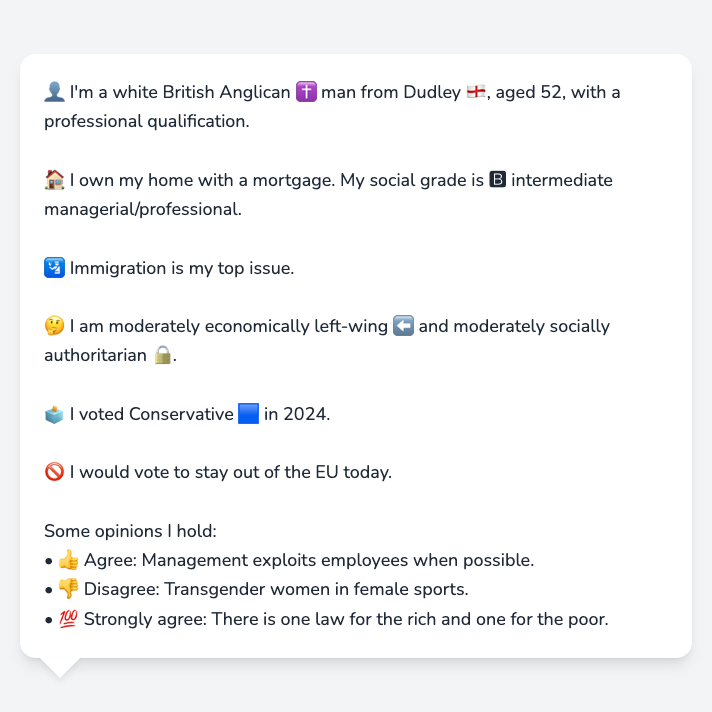 👤 I'm a white British Anglican ✝️ man from Dudley 🏴󠁧󠁢󠁥󠁮󠁧󠁿, aged 52, with a
professional qualification.
🏠 I own my home with a mortgage. My social grade is 🅱 intermediate
managerial/professional.
🛂 Immigration is my top issue.
🤔 I am moderately economically left-wing ⬅️ and moderately socially
authoritarian 🔒.
🗳️ I voted Conservative 🟦 in 2024.
🚫 I would vote to stay out of the EU today.
Some opinions I hold:
• 👍 Agree: Management exploits employees when possible.
• 👎 Disagree: Transgender women in female sports.
• 💯 Strongly agree: There is one law for the rich and one for the poor.